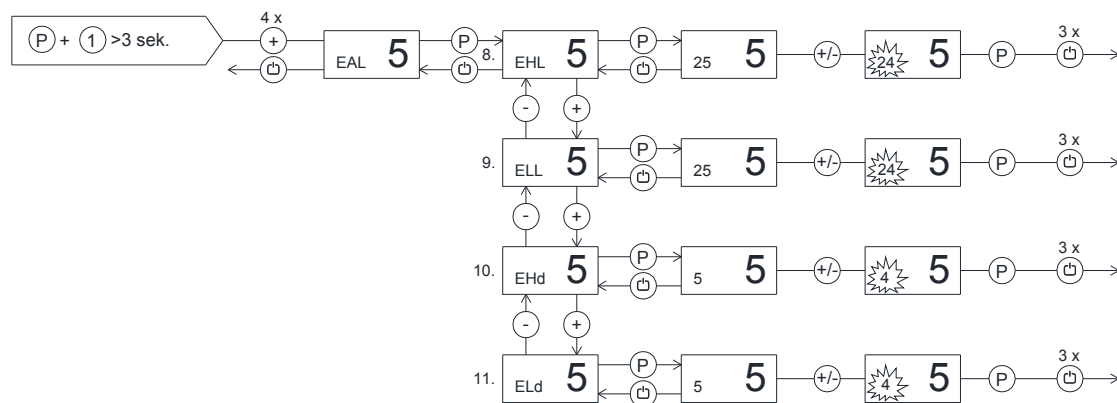 P + 1 >3 sek.
4 x
+
EAL 5
P
8. EHL 5
P
25 5
+/-
24 5
P
3 x
- +
9. ELL 5
P
25 5
+/-
24 5
P
3 x
- +
10. EHd 5
P
5 5
+/-
4 5
P
3 x
- +
11. ELd 5
P
5 5
+/-
4 5
P
3 x